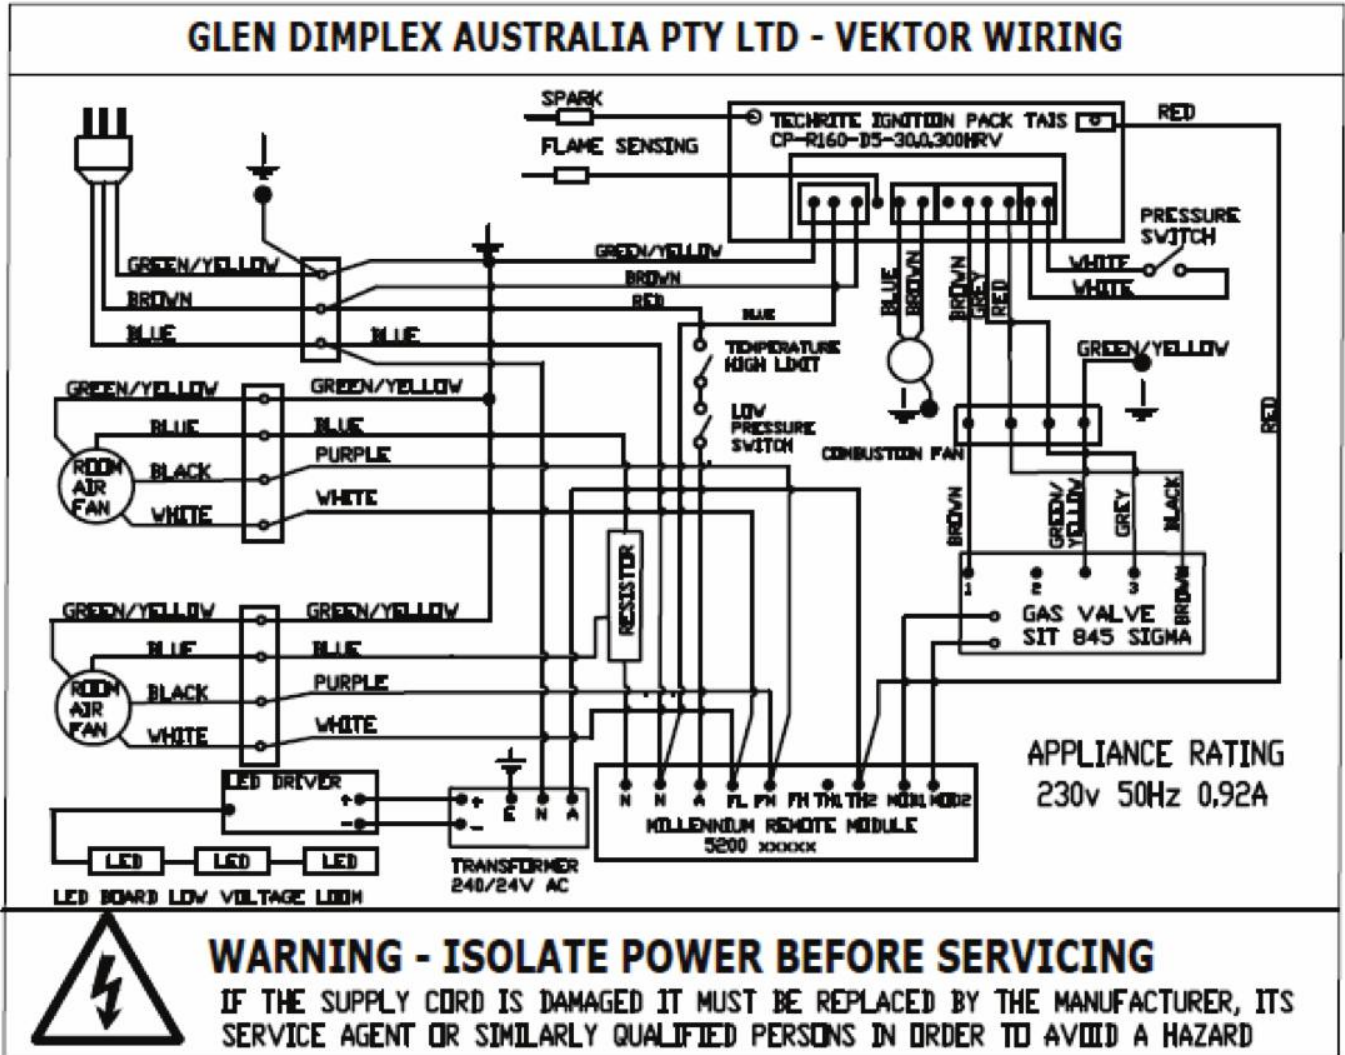 GLEN DIMPLEX AUSTRALIA PTY LTD - VEKTOR WIRING
SPARK
FLAME SENSING
TECHRITE IGNITION PACK TAIS
CP-R160-D5-30.0.300HRV
RED
PRESSURE
SWITCH
WHITE
WHITE
GREEN/YELLOW
BROWN
BLUE
GREEN/YELLOW
BROWN
RED
BLUE
BLUE
BLUE
BROWN
BROWN
GREY
RED
GREEN/YELLOW
RED
TEMPERATURE
HIGH LIMIT
LOW
PRESSURE
SWITCH
COMBUSTION FAN
GREEN/YELLOW
BLUE
BLACK
WHITE
ROOM
AIR
FAN
GREEN/YELLOW
BLUE
PURPLE
WHITE
BROWN
GREEN/
YELLOW
GREY
BLACK
RESISTOR
1
2
3
BROWN
GAS VALVE
SIT 845 SIGMA
GREEN/YELLOW
BLUE
BLACK
WHITE
ROOM
AIR
FAN
GREEN/YELLOW
BLUE
PURPLE
WHITE
APPLIANCE RATING
230v 50Hz 0,92A
LED DRIVER
+
-
+
-
E
N
A
TRANSFORMER
240/24V AC
N
N
A
FL
FM
FH
TH1
TH2
MOD1
MOD2
MILLENNIUM REMOTE MODULE
5200 xxxxx
LED
LED
LED
LED BOARD LOW VOLTAGE LOOM
WARNING - ISOLATE POWER BEFORE SERVICING
IF THE SUPPLY CORD IS DAMAGED IT MUST BE REPLACED BY THE MANUFACTURER, ITS
SERVICE AGENT OR SIMILARLY QUALIFIED PERSONS IN ORDER TO AVOID A HAZARD